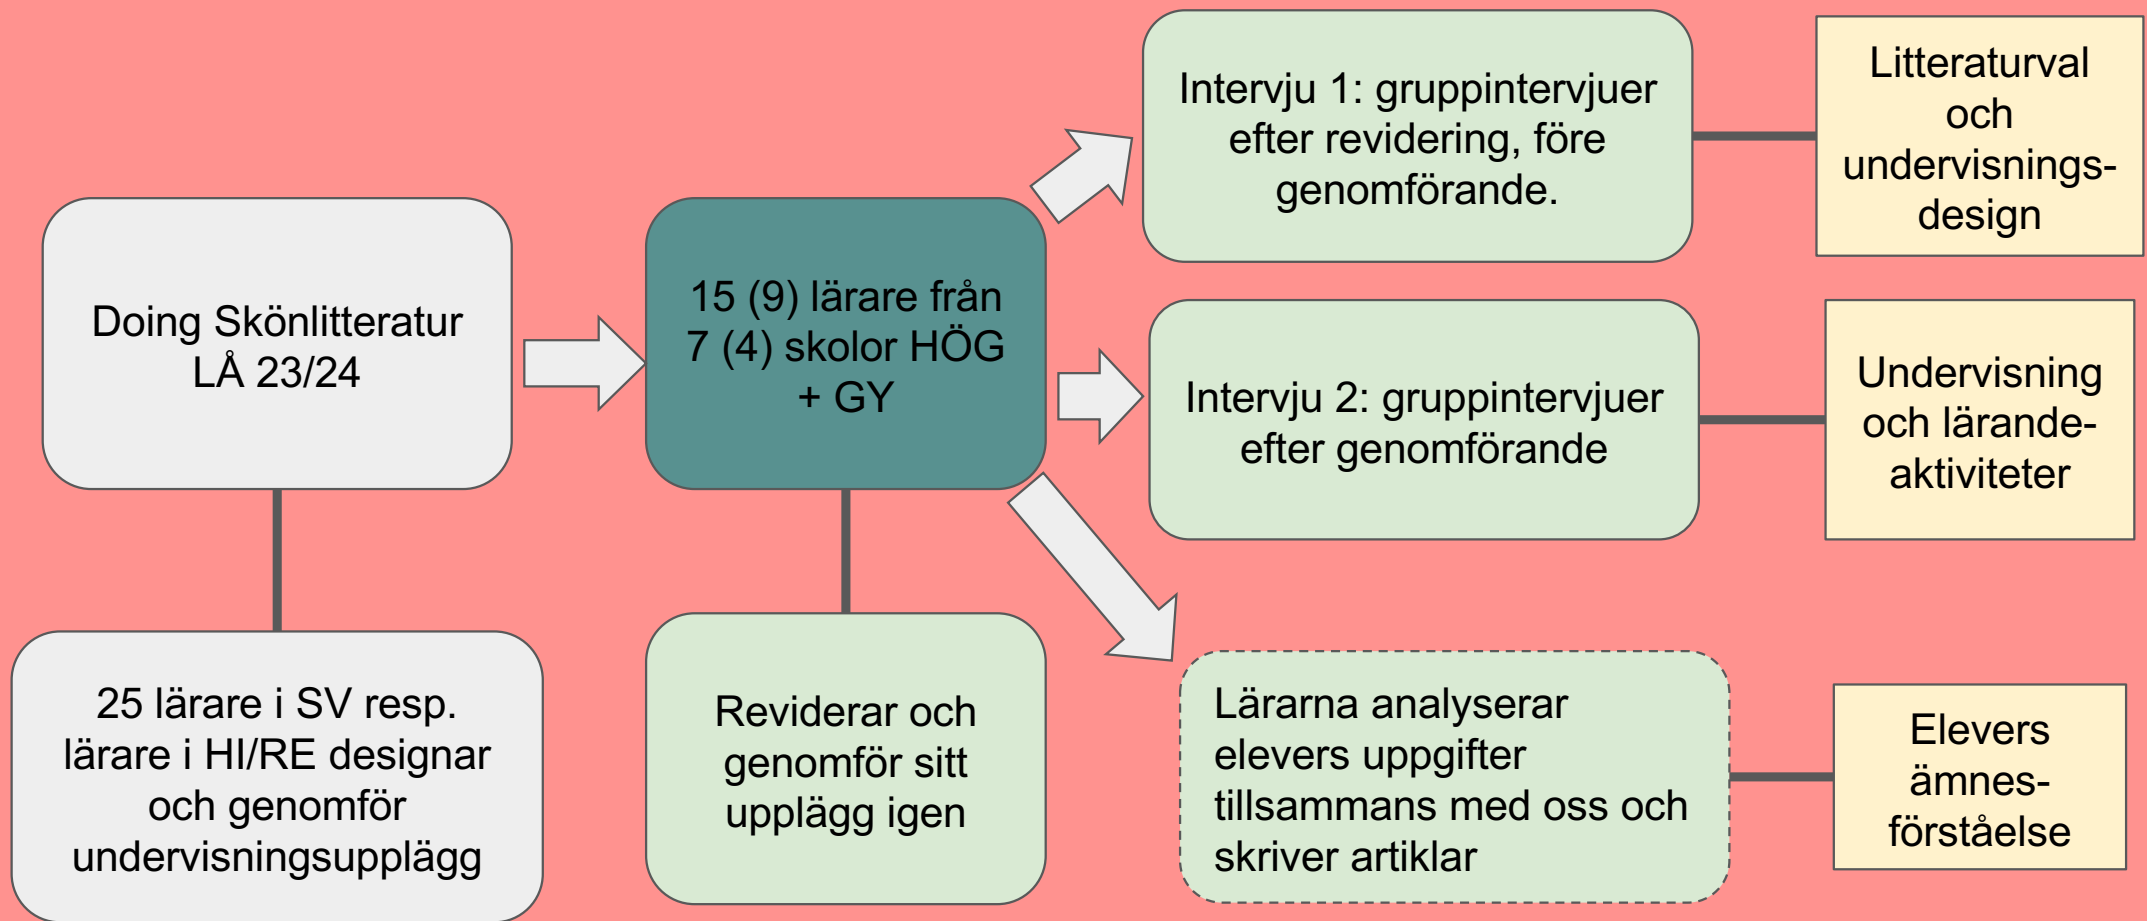 Doing Skönlitteratur
LÅ 23/24
25 lärare i SV resp.
lärare i HI/RE designar
och genomför
undervisningsupplägg
15 (9) lärare från
7 (4) skolor HÖG
+ GY
Reviderar och
genomför sitt
upplägg igen
Intervju 1: gruppintervjuer
efter revidering, före
genomförande.
Litteraturval
och
undervisnings-
design
Intervju 2: gruppintervjuer
efter genomförande
Undervisning
och lärande-
aktiviteter
Lärarna analyserar
elevers uppgifter
tillsammans med oss och
skriver artiklar
Elevers
ämnes-
förståelse